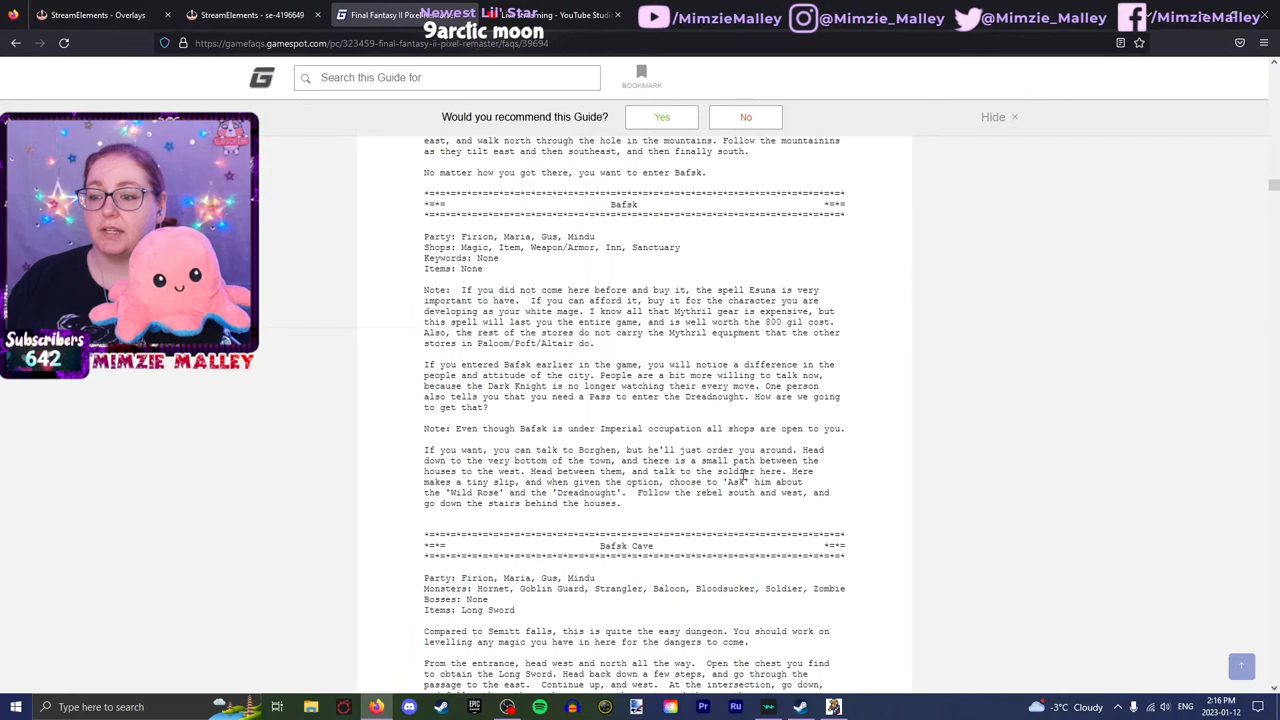 StreamElements - Overlays
StreamElements - se-4196649
Final Fantasy II Pixel
YouTube Studio
Newest Lil' Star
/Mimzie_Malley
@Mimzie_Malley
@Mimzie_Malley
/MimzieMalley
9arctic moon
https://gamefaqs.gamespot.com/pc/323459-final-fantasy-ii-pixel-remaster/faqs/39694
Search this Guide for
BOOKMARK
Would you recommend this Guide?
Yes
No
Hide ×
east, and walk north through the hole in the mountains. Follow the mountainins
as they tilt east and then southeast, and then finally south.
No matter how you got there, you want to enter Bafsk.
*=*=*=*=*=*=*=*=*=*=*=*=*=*=*=*=*=*=*=*=*=*=*=*=*=*=*=*=*=*=*=*=*=*=*=*=*=*=*=*
*=*= Bafsk *=*=
*=*=*=*=*=*=*=*=*=*=*=*=*=*=*=*=*=*=*=*=*=*=*=*=*=*=*=*=*=*=*=*=*=*=*=*=*=*=*=*
Party: Firion, Maria, Gus, Mindu
Shops: Magic, Item, Weapon/Armor, Inn, Sanctuary
Keywords: None
Items: None
Note:  If you did not come here before and buy it, the spell Esuna is very
important to have.  If you can afford it, buy it for the character you are
developing as your white mage. I know all that Mythril gear is expensive, but
this spell will last you the entire game, and is well worth the 800 gil cost.
Also, the rest of the stores do not carry the Mythril equipment that the other
stores in Paloom/Poft/Altair do.
If you entered Bafsk earlier in the game, you will notice a difference in the
people and attitude of the city. People are a bit more willing to talk now,
because the Dark Knight is no longer watching their every move. One person
also tells you that you need a Pass to enter the Dreadnought. How are we going
to get that?
Note: Even though Bafsk is under Imperial occupation all shops are open to you.
If you want, you can talk to Borghen, but he'll just order you around. Head
down to the very bottom of the town, and there is a small path between the
houses to the west. Head between them, and talk to the soldier here. Here
makes a tiny slip, and when given the option, choose to 'Ask' him about
the 'Wild Rose' and the 'Dreadnought'.  Follow the rebel south and west, and
go down the stairs behind the houses.
*=*=*=*=*=*=*=*=*=*=*=*=*=*=*=*=*=*=*=*=*=*=*=*=*=*=*=*=*=*=*=*=*=*=*=*=*=*=*=*
*=*= Bafsk Cave *=*=
*=*=*=*=*=*=*=*=*=*=*=*=*=*=*=*=*=*=*=*=*=*=*=*=*=*=*=*=*=*=*=*=*=*=*=*=*=*=*=*
Party: Firion, Maria, Gus, Mindu
Monsters: Hornet, Goblin Guard, Strangler, Baloon, Bloodsucker, Soldier, Zombie
Bosses: None
Items: Long Sword
Compared to Semitt falls, this is quite the easy dungeon. You should work on
levelling any magic you have in here for the dangers to come.
From the entrance, head west and north all the way.  Open the chest you find
to obtain the Long Sword. Head back down a few steps, and go through the
passage to the east.  Continue up, and west.  At the intersection, go down,
Subscribers
642
MIMZIE MALLEY
Type here to search
-3°C Cloudy
2:16 PM
2023-01-12